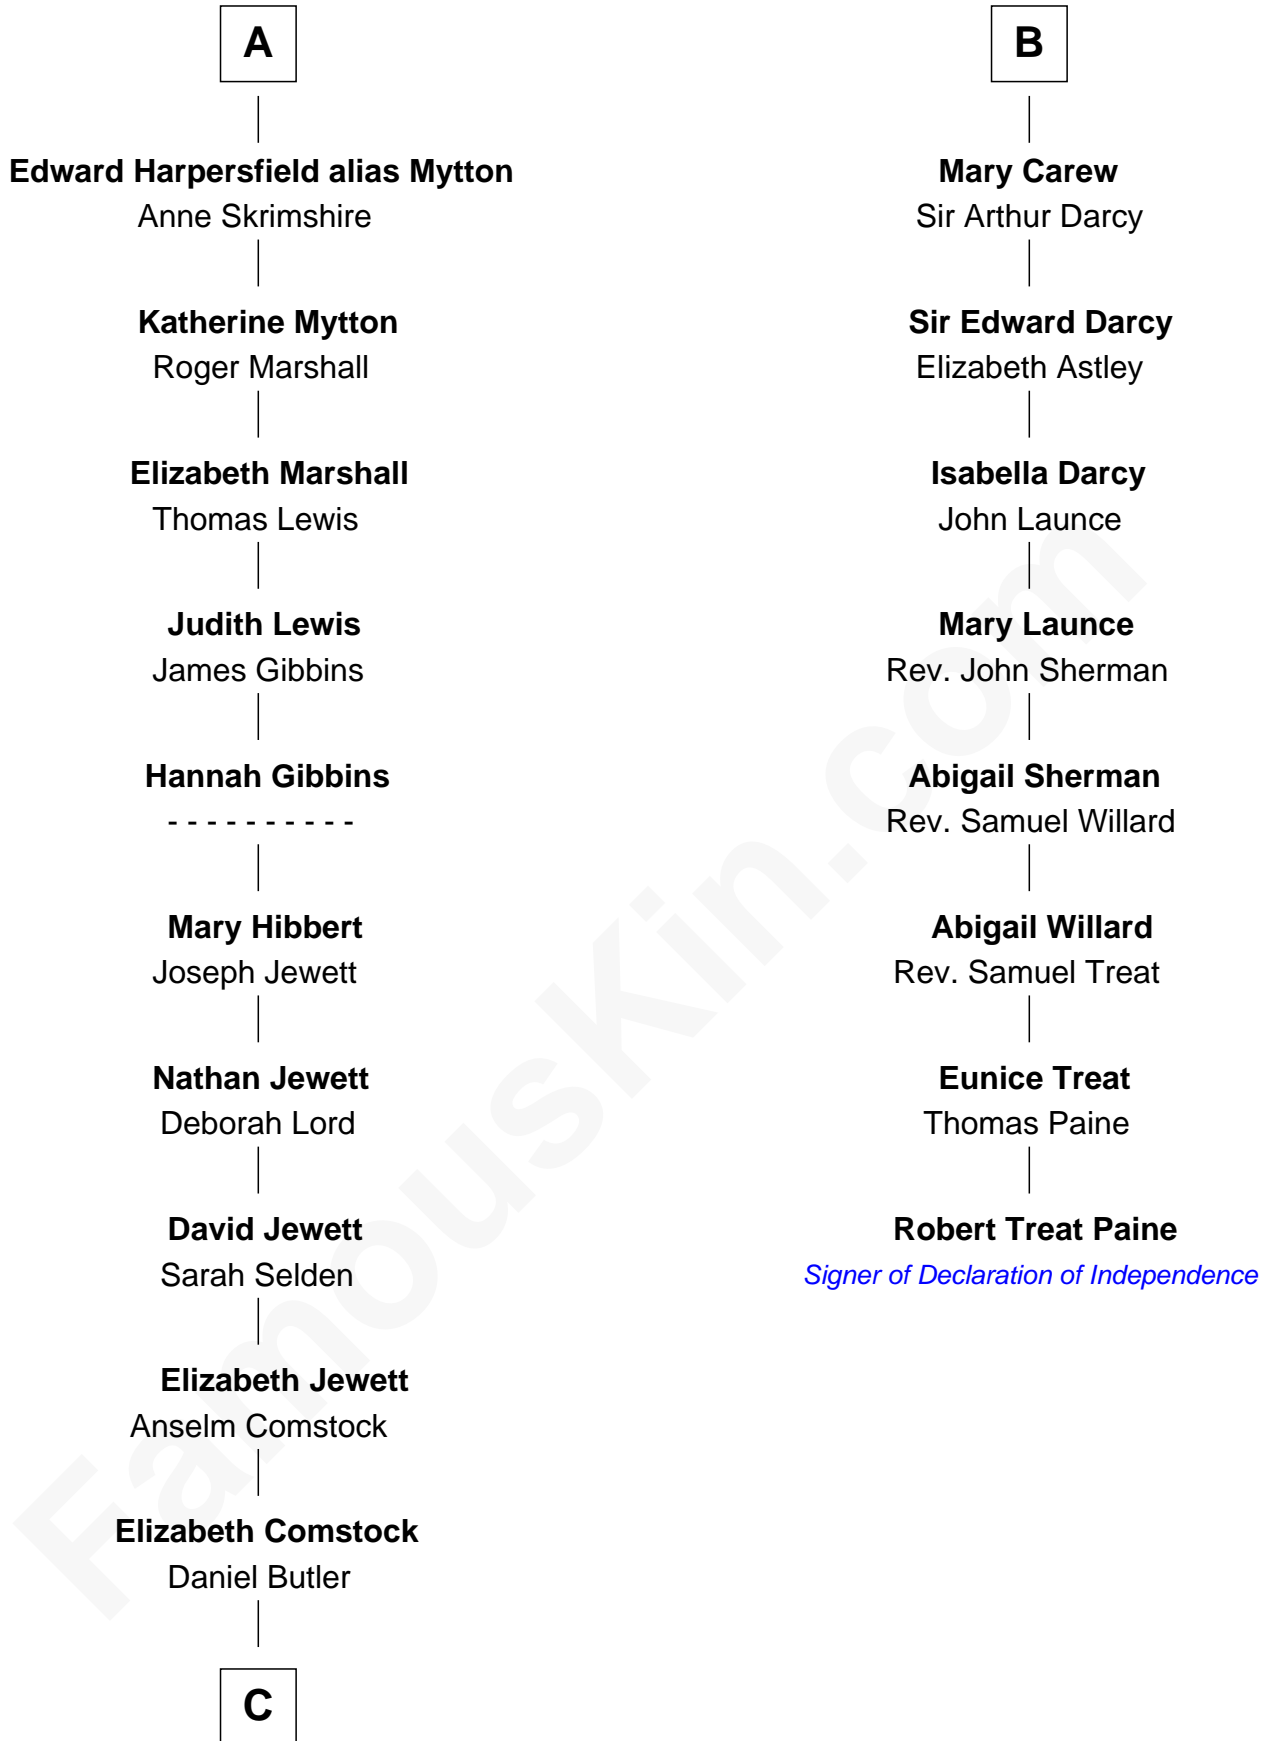 A
Edward Harpersfield alias Mytton
Anne Skrimshire
Katherine Mytton
Roger Marshall
Elizabeth Marshall
Thomas Lewis
Judith Lewis
James Gibbins
Hannah Gibbins
- - - - - - - - - -
Mary Hibbert
Joseph Jewett
Nathan Jewett
Deborah Lord
David Jewett
Sarah Selden
Elizabeth Jewett
Anselm Comstock
Elizabeth Comstock
Daniel Butler
C
B
Mary Carew
Sir Arthur Darcy
Sir Edward Darcy
Elizabeth Astley
Isabella Darcy
John Launce
Mary Launce
Rev. John Sherman
Abigail Sherman
Rev. Samuel Willard
Abigail Willard
Rev. Samuel Treat
Eunice Treat
Thomas Paine
Robert Treat Paine
Signer of Declaration of Independence
FamousKin.com